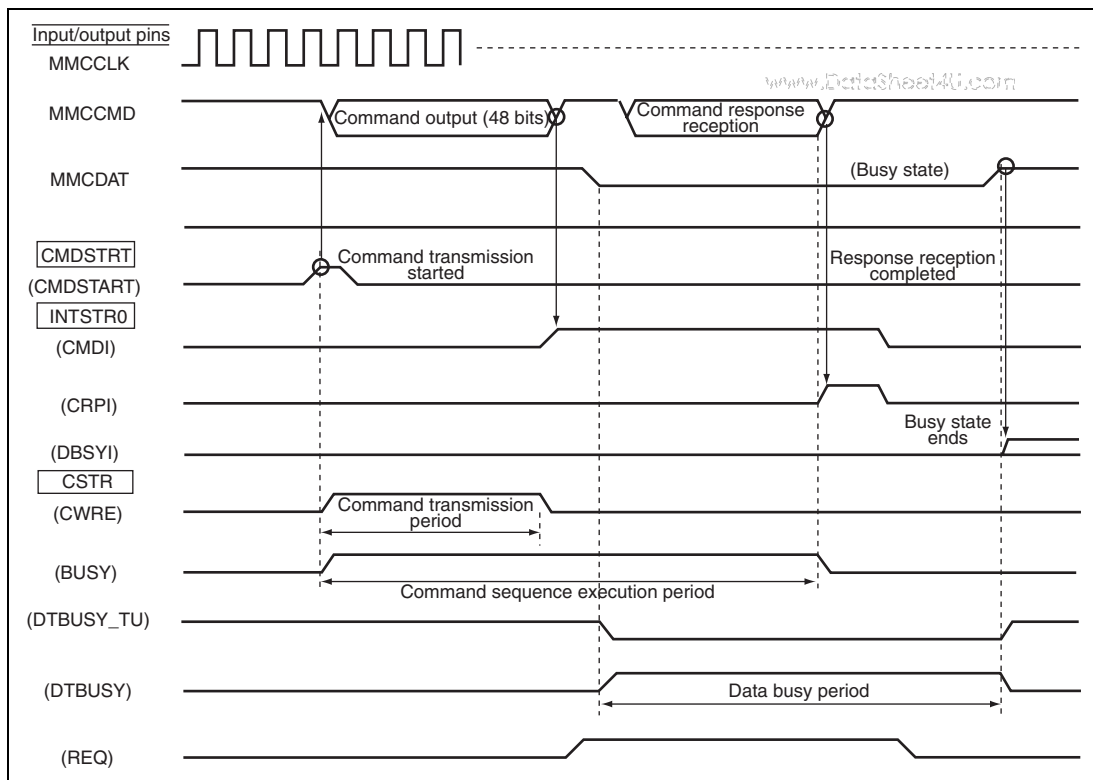 Input/output pins
MMCCLK
www.DataSheet4U.com
MMCCMD
Command output (48 bits)
Command response
reception
MMCDAT
(Busy state)
CMDSTRT
(CMDSTART)
Command transmission
started
Response reception
completed
INTSTR0
(CMDI)
(CRPI)
Busy state
ends
(DBSYI)
CSTR
(CWRE)
Command transmission
period
(BUSY)
Command sequence execution period
(DTBUSY_TU)
(DTBUSY)
Data busy period
(REQ)